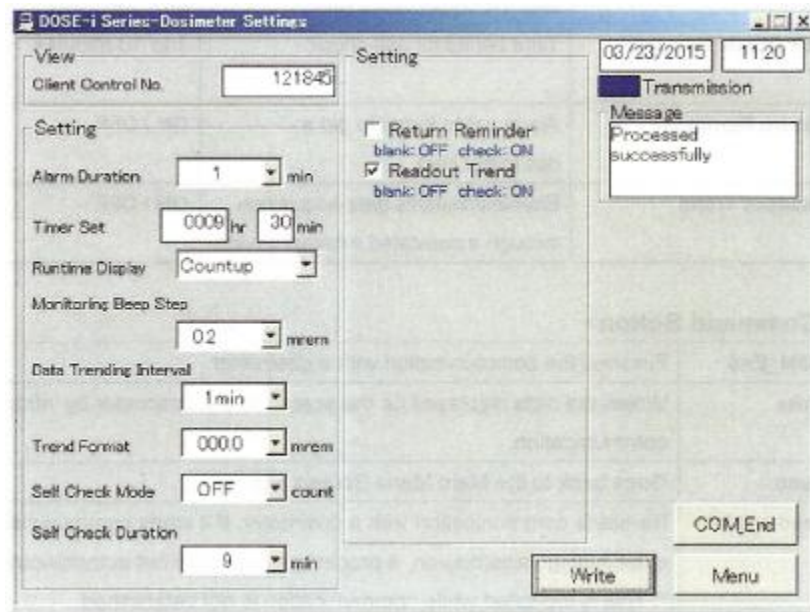 DOSE-i Series-Dosimeter Settings
View
Client Control No. 121845
Setting
Alarm Duration 1 min
Timer Set 0009 hr 30 min
Runtime Display Countup
Monitoring Beep Step
02 mrem
Data Trending Interval
1min
Trend Format 000.0 mrem
Self Check Mode OFF count
Self Check Duration
9 min
Setting
Return Reminder
blank: OFF check: ON
Readout Trend
blank: OFF check: ON
03/23/2015 11:20
Transmission
Message
Processed
successfully
COM_End
Write Menu